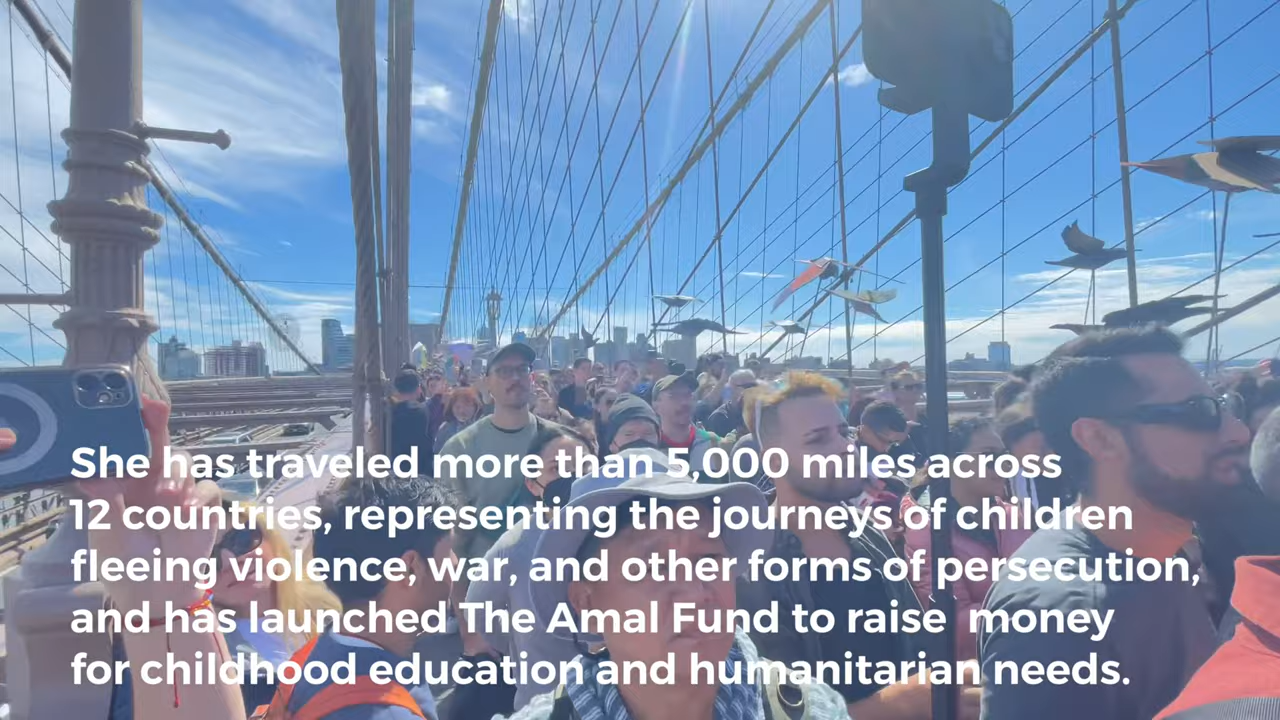 She has traveled more than 5,000 miles across
12 countries, representing the journeys of children
fleeing violence, war, and other forms of persecution,
and has launched The Amal Fund to raise  money
for childhood education and humanitarian needs.